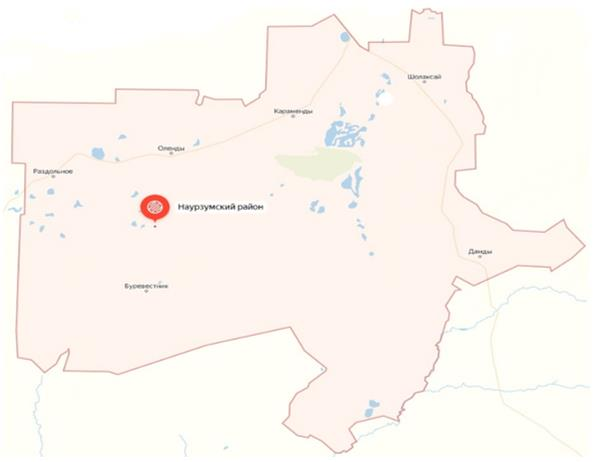 Шолаксай
Караменды
Оленды
Раздольное
Наурзумский район
Дамды
Буревестник